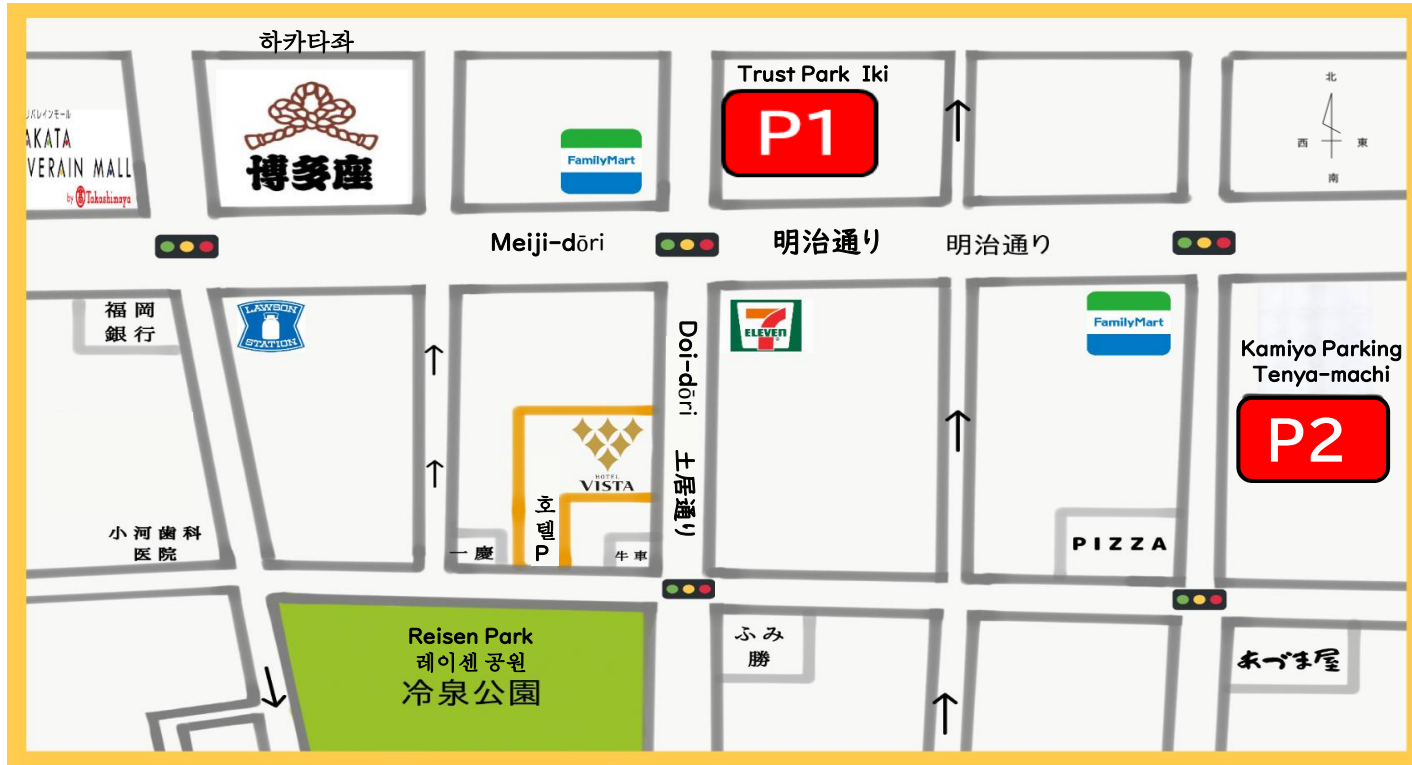 하카타좌
リバレインモール
AKATA
VERAIN MALL
by Takashimaya
博多座
FamilyMart
Trust Park Iki
P1
北
西 東
南
Meiji-dōri
明治通り
明治通り
福岡
銀行
LAWSON
STATION
7
ELEVEN
FamilyMart
Kamiyo Parking
Tenya-machi
P2
Doi-dōri
土居通り
HOTEL
VISTA
호텔P
一慶
牛車
小河歯科
医院
PIZZA
Reisen Park
레이센 공원
冷泉公園
ふみ
勝
あづま屋